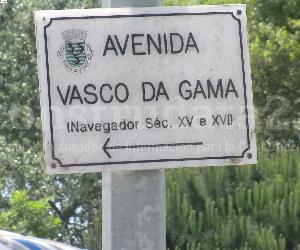 AVENIDA
VASCO DA GAMA
(Navegador Séc. XV e XVI)